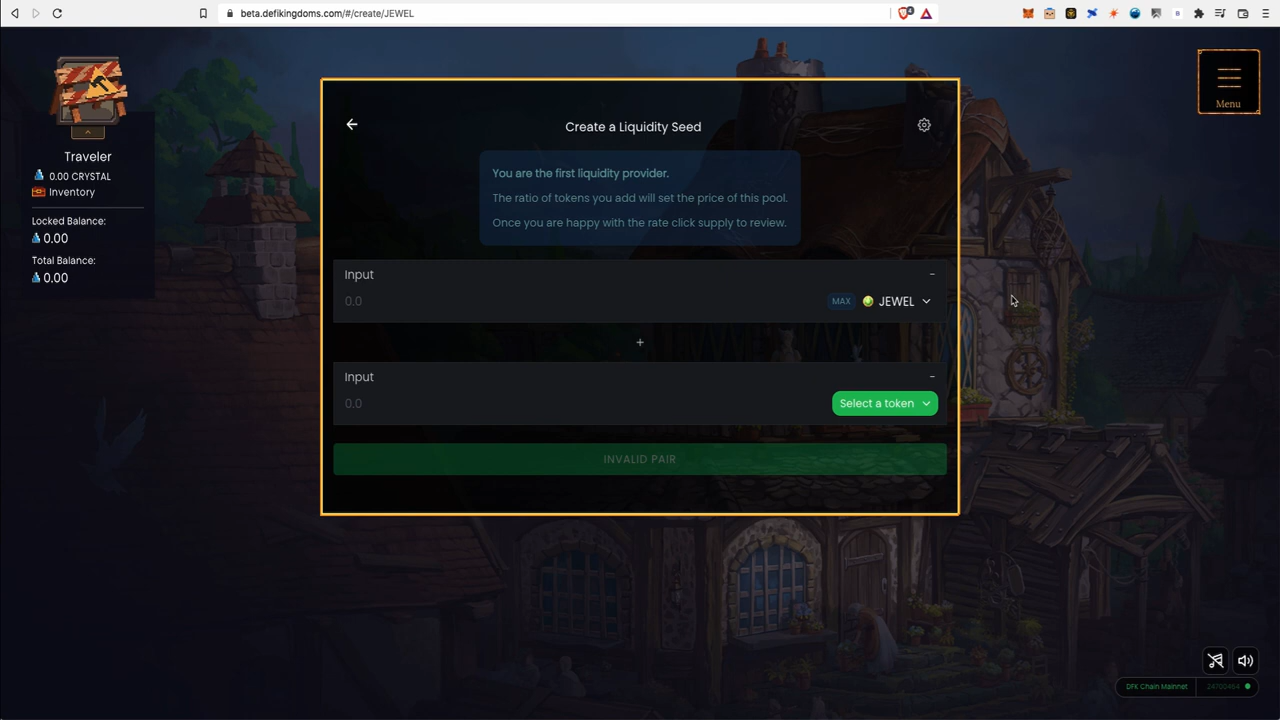 beta.defikingdoms.com/#/create/JEWEL
4
Menu
Traveler
0.00 CRYSTAL
Inventory
Locked Balance:
0.00
Total Balance:
0.00
Create a Liquidity Seed
You are the first liquidity provider.
The ratio of tokens you add will set the price of this pool.
Once you are happy with the rate click supply to review.
Input -
0.0 MAX JEWEL
+
Input -
0.0 Select a token
INVALID PAIR
DFK Chain Mainnet